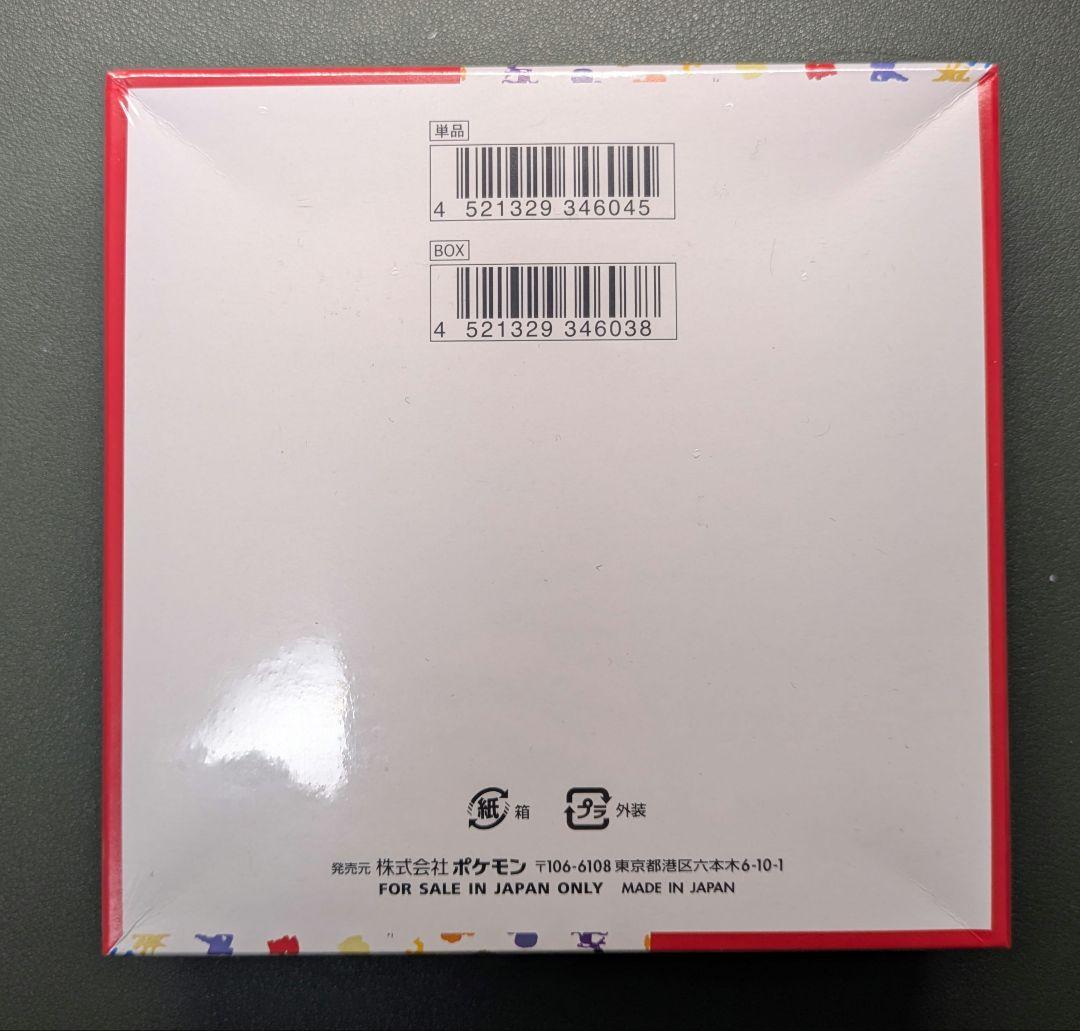 単品
4 521329 346045
BOX
4 521329 346038
紙 箱 プラ 外装
発売元 株式会社 ポケモン 〒106-6108 東京都港区六本木6-10-1
FOR SALE IN JAPAN ONLY MADE IN JAPAN